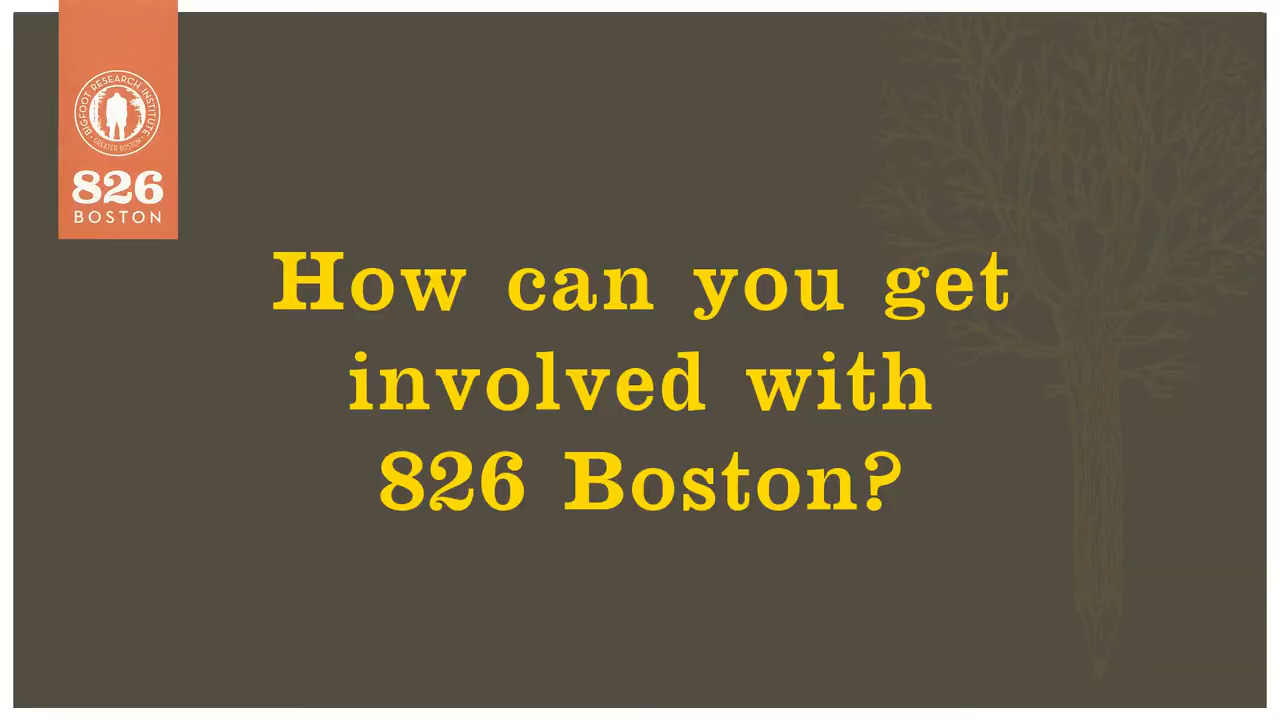 BIGFOOT RESEARCH INSTITUTE
GREATER BOSTON
826
BOSTON
How can you get
involved with
826 Boston?